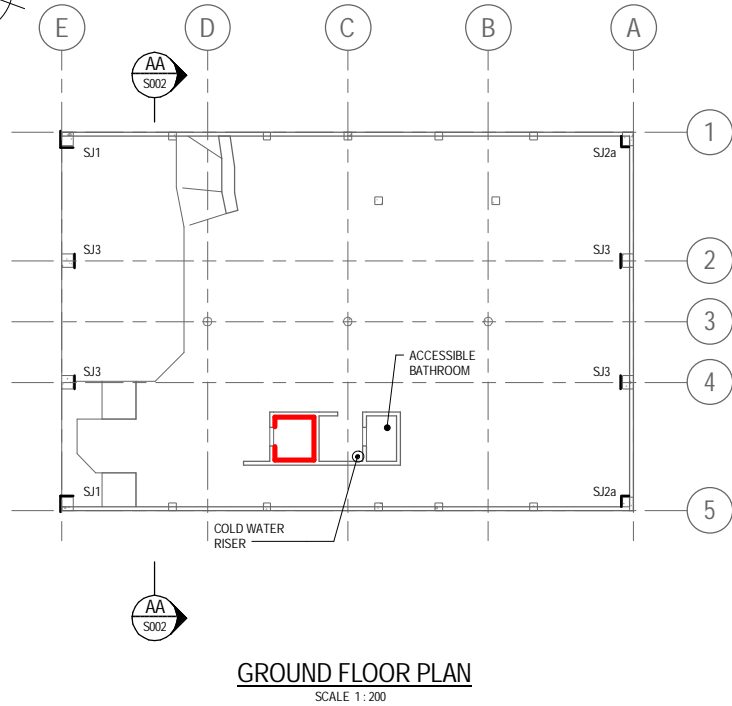 E
D
C
B
A
AA
S002
1
SJ1
SJ2a
SJ3
SJ3
2
3
ACCESSIBLE
BATHROOM
SJ3
SJ3
4
SJ1
SJ2a
5
COLD WATER
RISER
AA
S002
GROUND FLOOR PLAN
SCALE 1 : 200